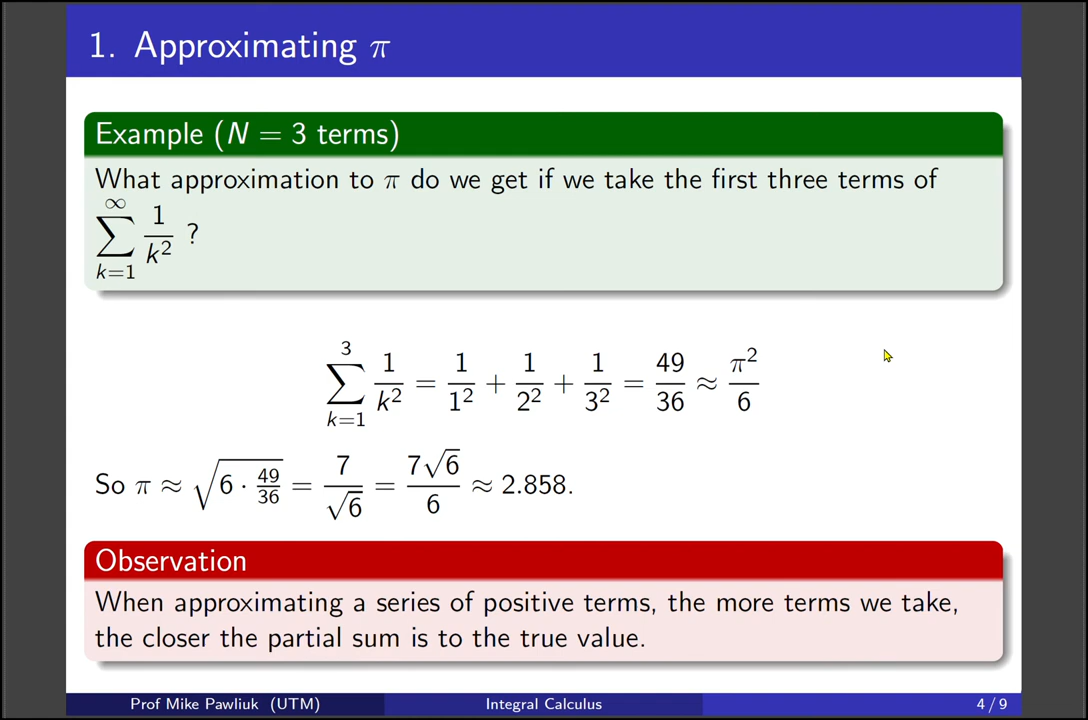 1. Approximating π
Example (N = 3 terms)
What approximation to π do we get if we take the first three terms of
∑_{k=1}^{∞} 1/k² ?
∑_{k=1}^{3} 1/k² = 1/1² + 1/2² + 1/3² = 49/36 ≈ π²/6
So π ≈ √(6 · 49/36) = 7/√6 = 7√6/6 ≈ 2.858.
Observation
When approximating a series of positive terms, the more terms we take,
the closer the partial sum is to the true value.
Prof Mike Pawliuk (UTM) Integral Calculus 4 / 9